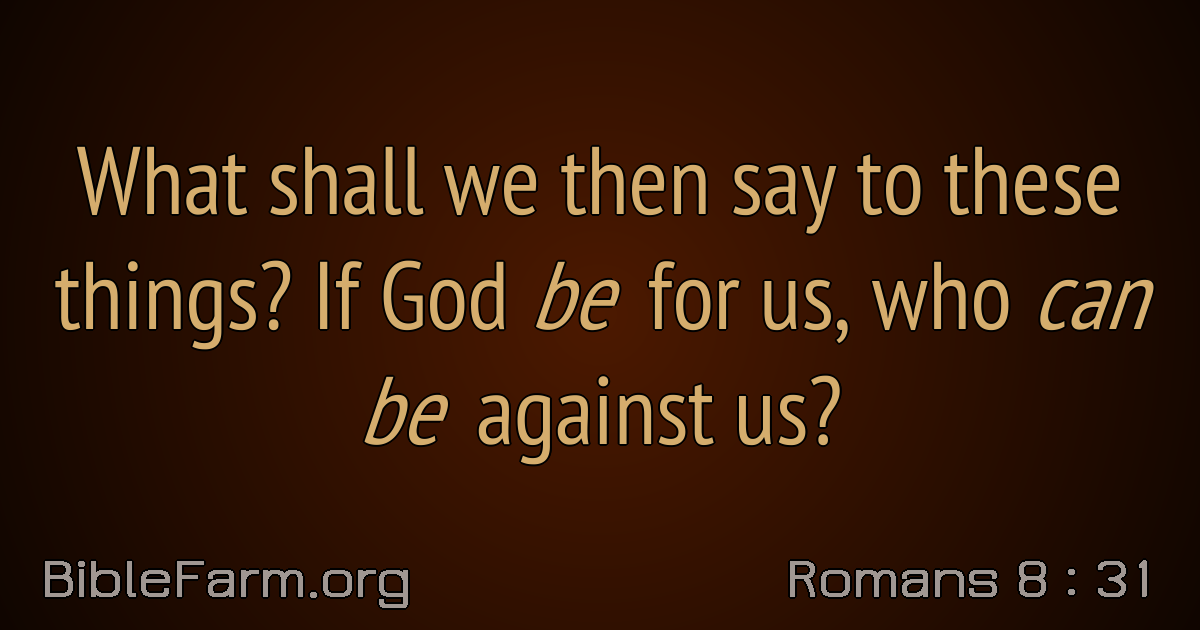 What shall we then say to these
things? If God be for us, who can
be against us?
BibleFarm.org
Romans 8 : 31